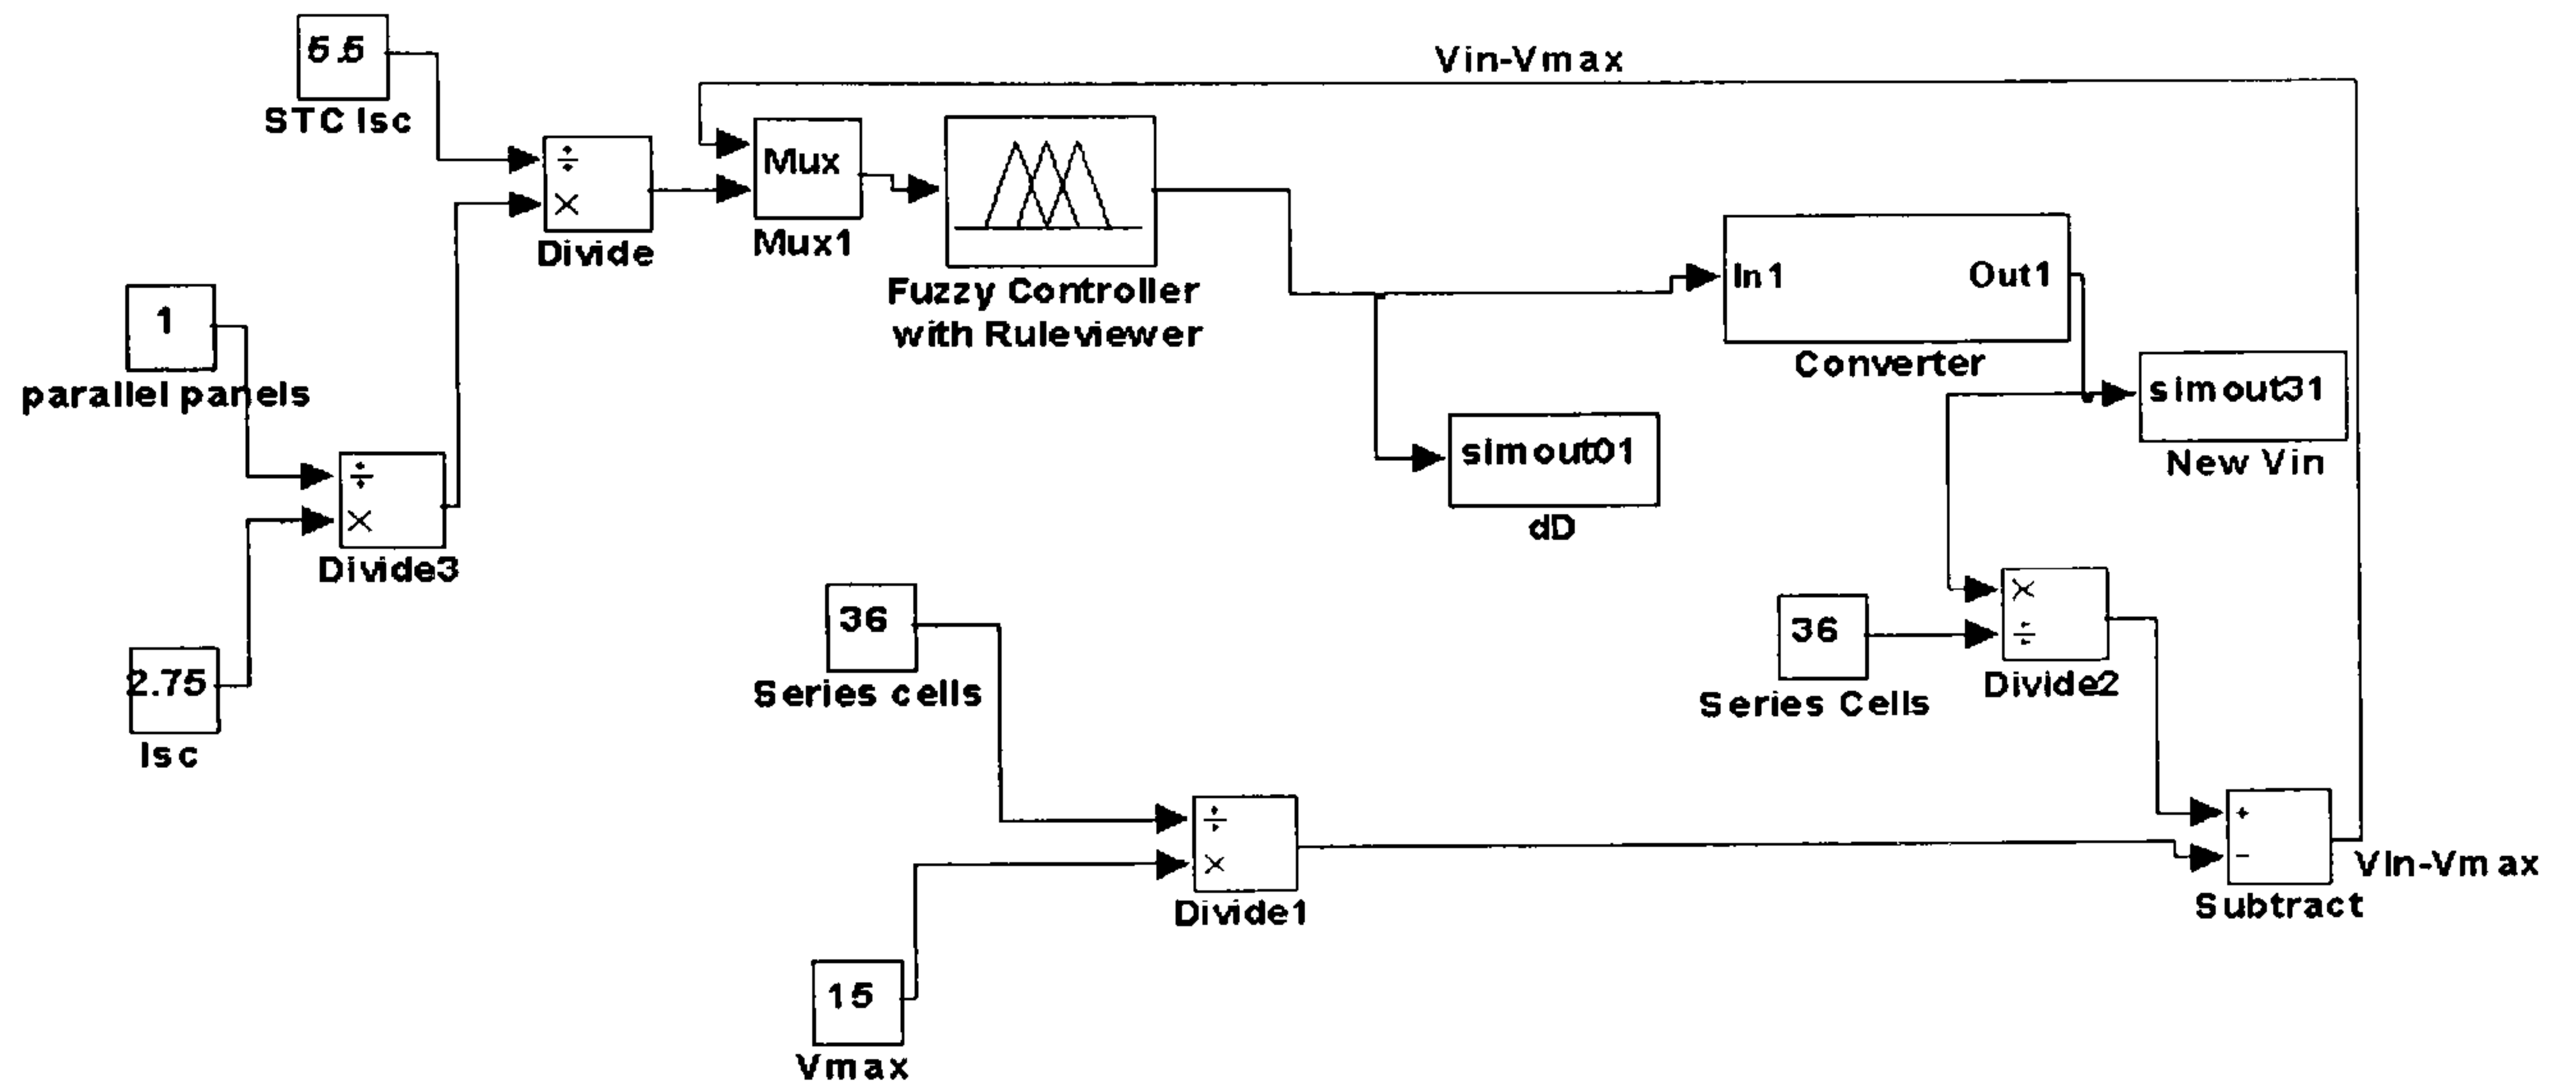 5.5
STC Isc
Vin-Vmax
÷
×
Divide
Mux
Mux1
Fuzzy Controller
with Ruleviewer
In1 Out1
Converter
1
parallel panels
simout31
New Vin
simout01
dD
÷
×
Divide3
2.75
Isc
36
Series cells
36
Series Cells
×
÷
Divide2
÷
×
Divide1
+
-
Subtract
Vin-Vmax
15
Vmax